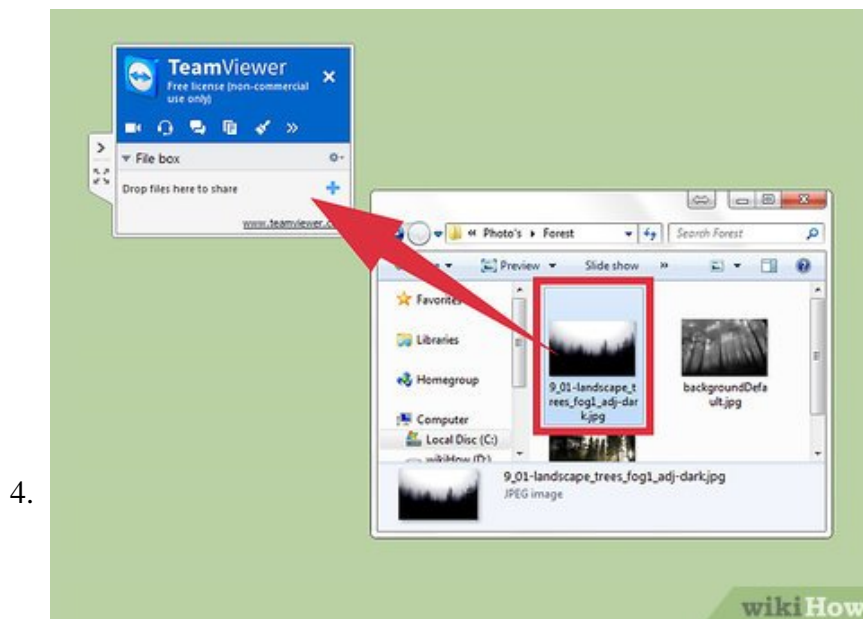 TeamViewer
Free license (non-commercial
use only)
File box
Drop files here to share
www.teamviewer.
« Photo's Forest
Search Forest
Preview
Slide show
»
Favorites
Libraries
Homegroup
Computer
Local Disc (C:)
wikiHow (D:)
9_01-landscape_t
rees_fog1_adj-dar
k.jpg
backgroundDefa
ult.jpg
9_01-landscape_trees_fog1_adj-dark.jpg
JPEG image
4.
wikiHow